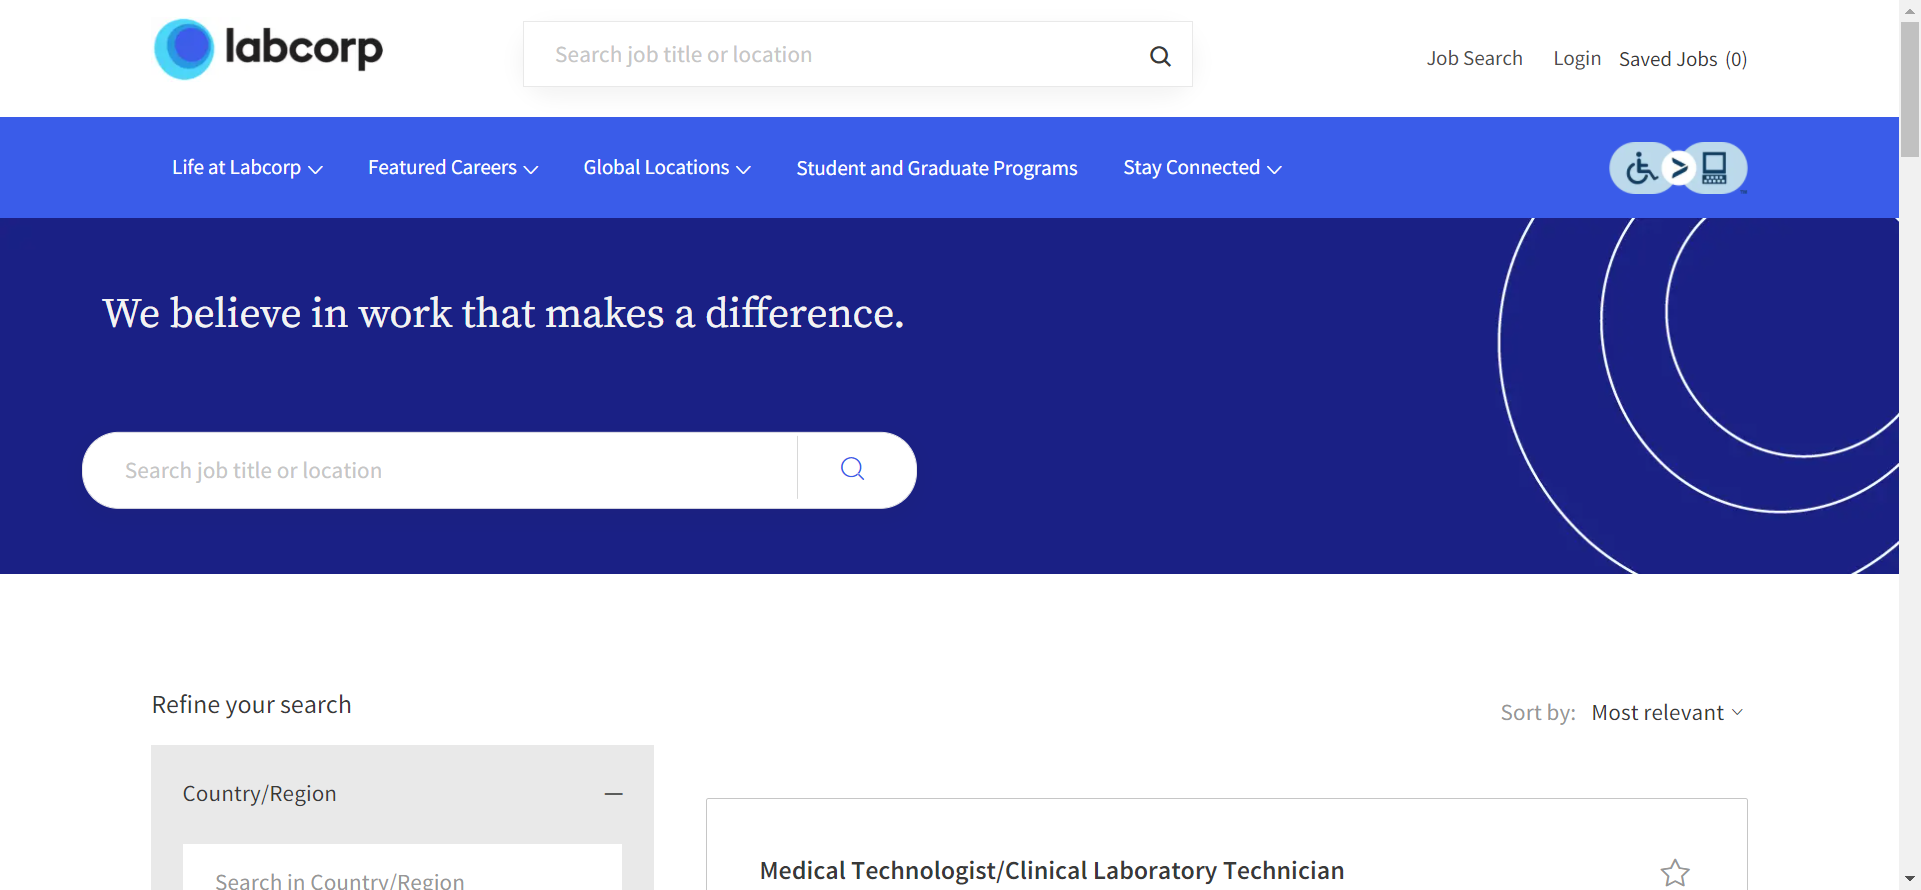 labcorp
Search job title or location
Job Search
Login
Saved Jobs (0)
Life at Labcorp
Featured Careers
Global Locations
Student and Graduate Programs
Stay Connected
We believe in work that makes a difference.
Search job title or location
Refine your search
Sort by: Most relevant
Country/Region
Search in Country/Region
Medical Technologist/Clinical Laboratory Technician